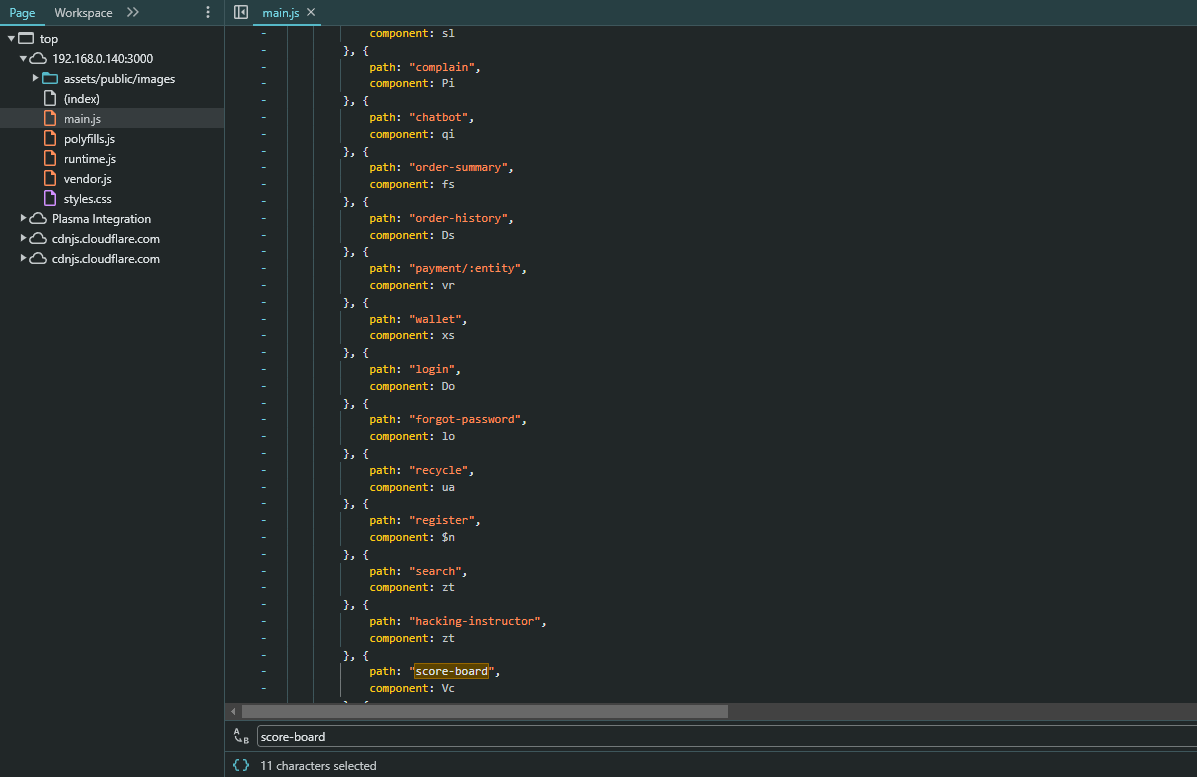 Page Workspace
main.js
top
192.168.0.140:3000
assets/public/images
(index)
main.js
polyfills.js
runtime.js
vendor.js
styles.css
Plasma Integration
cdnjs.cloudflare.com
cdnjs.cloudflare.com
component: sl
}, {
path: "complain",
component: Pi
}, {
path: "chatbot",
component: qi
}, {
path: "order-summary",
component: fs
}, {
path: "order-history",
component: Ds
}, {
path: "payment/:entity",
component: vr
}, {
path: "wallet",
component: xs
}, {
path: "login",
component: Do
}, {
path: "forgot-password",
component: lo
}, {
path: "recycle",
component: ua
}, {
path: "register",
component: $n
}, {
path: "search",
component: zt
}, {
path: "hacking-instructor",
component: zt
}, {
path: "score-board",
component: Vc
score-board
{} 11 characters selected